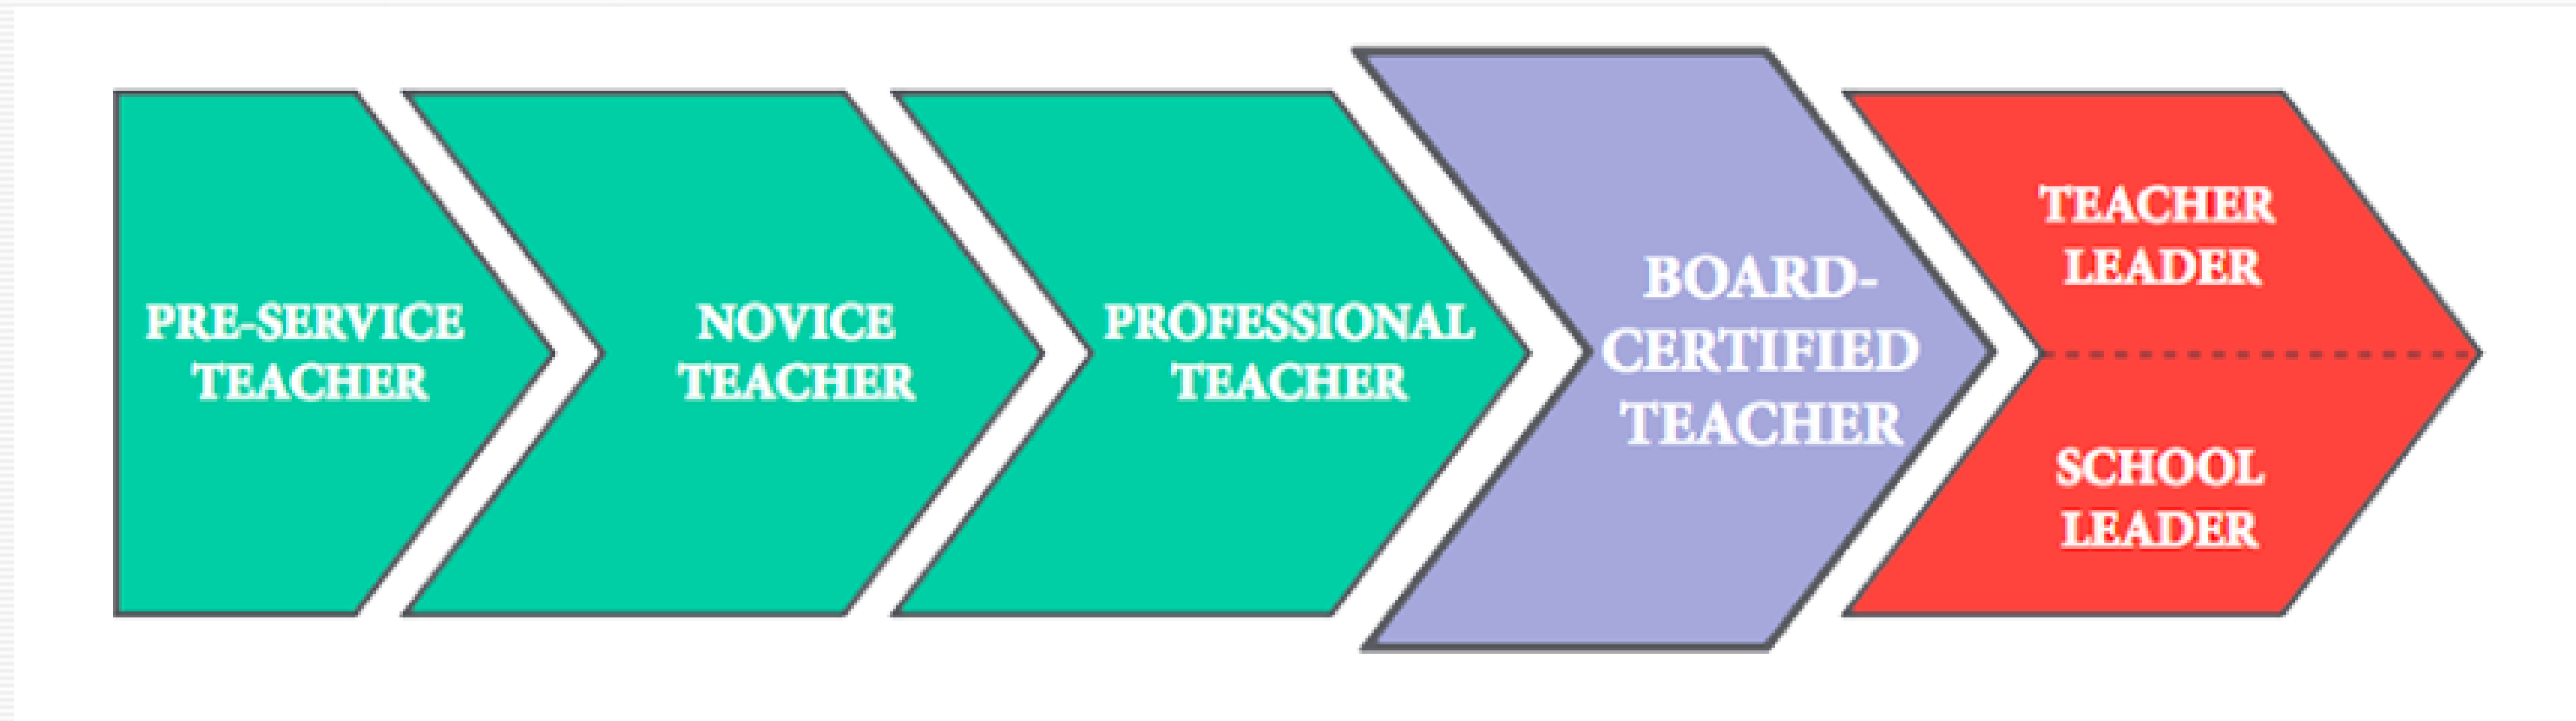 PRE-SERVICE
TEACHER
NOVICE
TEACHER
PROFESSIONAL
TEACHER
BOARD-
CERTIFIED
TEACHER
TEACHER
LEADER
SCHOOL
LEADER